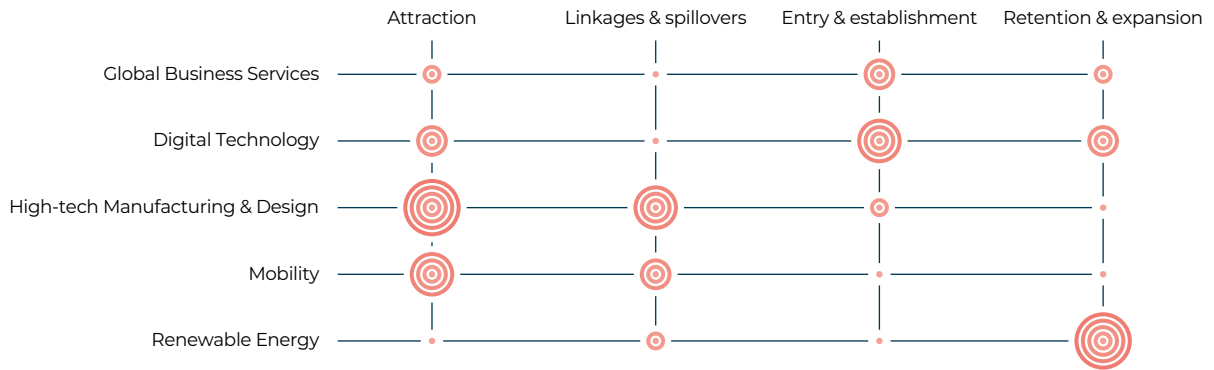 Attraction
Linkages & spillovers
Entry & establishment
Retention & expansion
Global Business Services
Digital Technology
High-tech Manufacturing & Design
Mobility
Renewable Energy